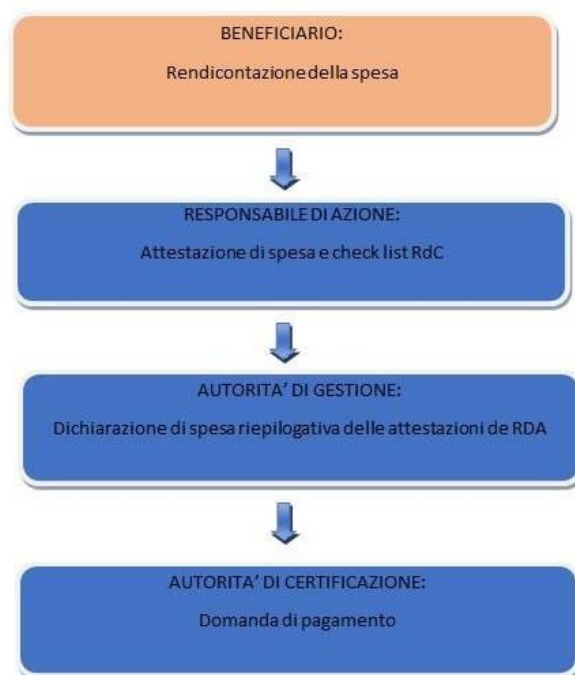 BENEFICIARIO:
Rendicontazione della spesa
RESPONSABILE DI AZIONE:
Attestazione di spesa e check list RdC
AUTORITA’ DI GESTIONE:
Dichiarazione di spesa riepilogativa delle attestazioni de RDA
AUTORITA’ DI CERTIFICAZIONE:
Domanda di pagamento